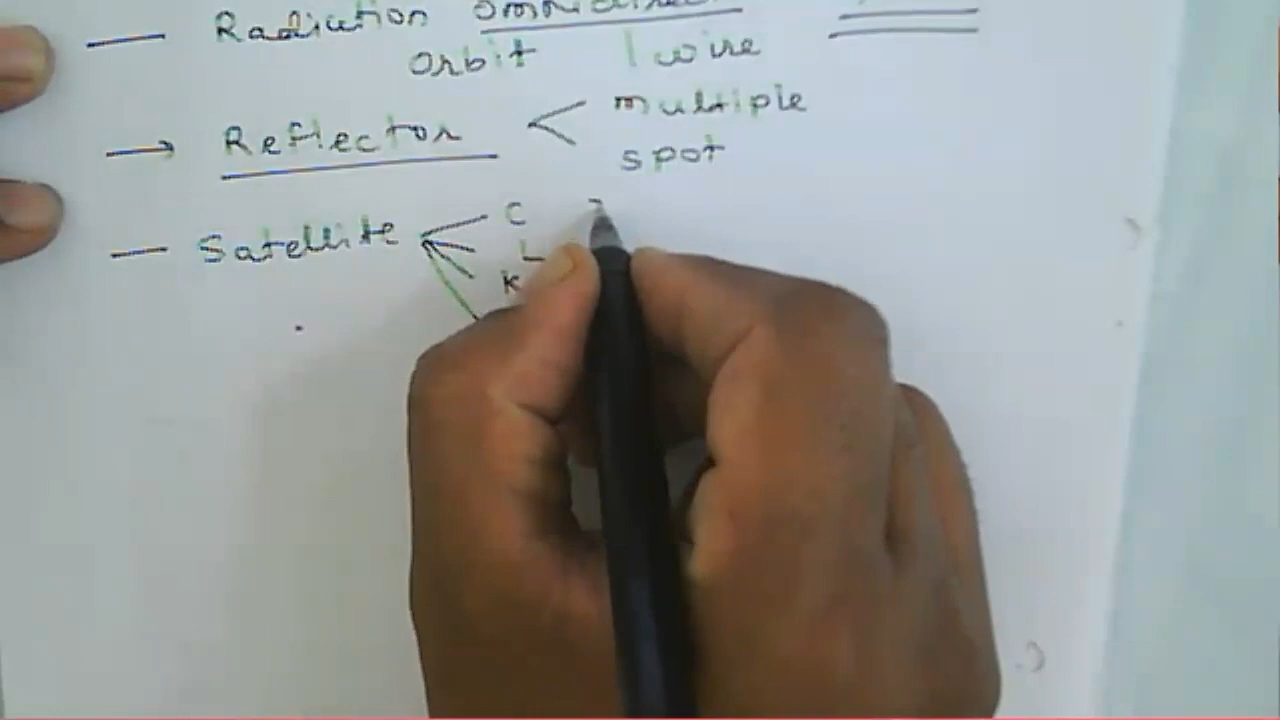 — Radiation
orbit | wire
→ Reflector < multiple
spot
— Satellite C
L
K